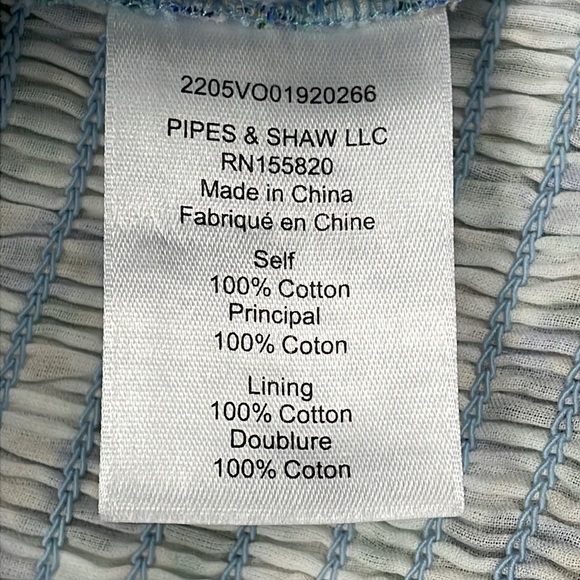 2205VO01920266
PIPES & SHAW LLC
RN155820
Made in China
Fabriqué en Chine
Self
100% Cotton
Principal
100% Coton
Lining
100% Cotton
Doublure
100% Coton